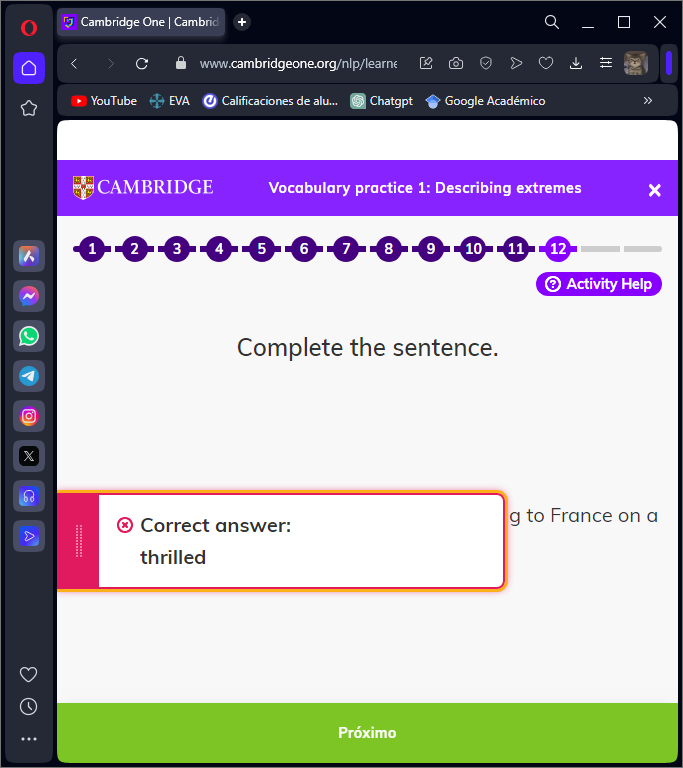 Cambridge One | Cambrid
www.cambridgeone.org/nlp/learne
YouTube EVA Calificaciones de alu... Chatgpt Google Académico »
CAMBRIDGE Vocabulary practice 1: Describing extremes
1 2 3 4 5 6 7 8 9 10 11 12
Activity Help
Complete the sentence.
g to France on a
Correct answer:
thrilled
Próximo